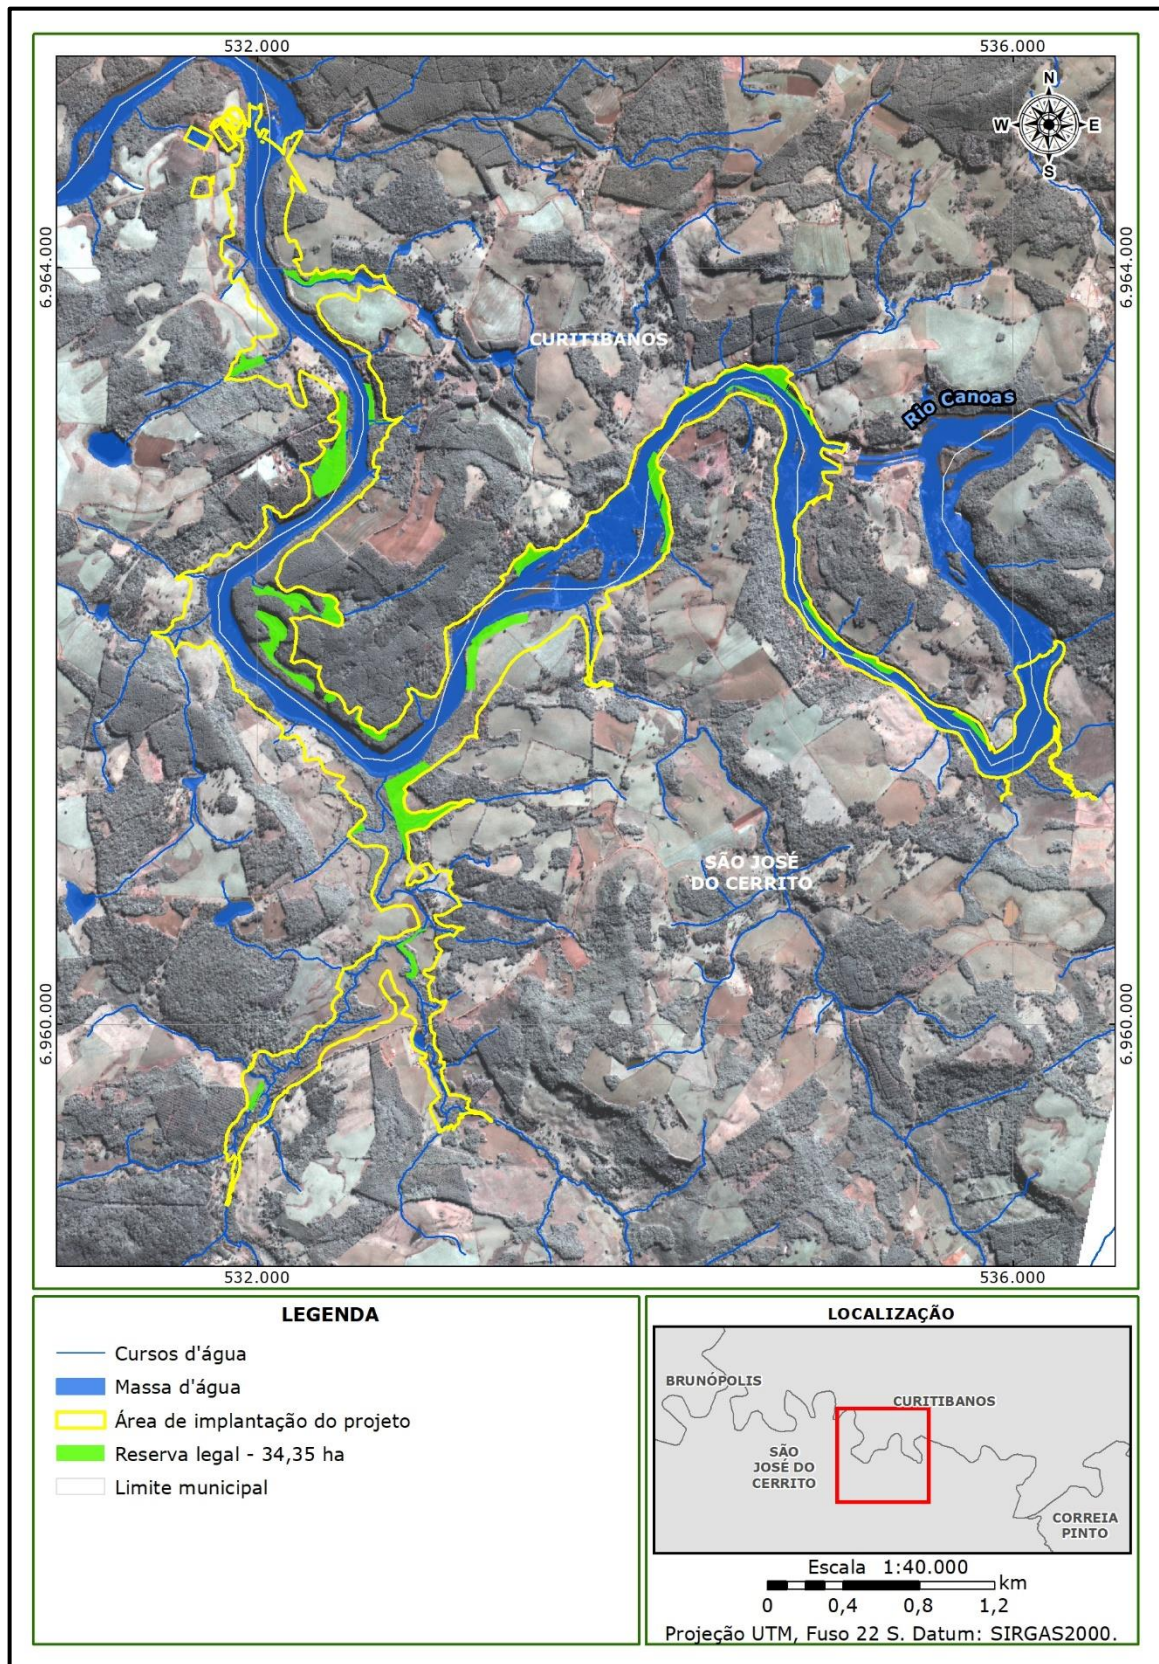 532.000
536.000
N
W
E
S
6.964.000
6.964.000
CURITIBANOS
Rio Canoas
SÃO JOSÉ
DO CERRITO
6.960.000
6.960.000
532.000
536.000
LEGENDA
Cursos d'água
Massa d'água
Área de implantação do projeto
Reserva legal - 34,35 ha
Limite municipal
LOCALIZAÇÃO
BRUNÓPOLIS
CURITIBANOS
SÃO
JOSÉ DO
CERRITO
CORREIA
PINTO
Escala 1:40.000
km
0 0,4 0,8 1,2
Projeção UTM, Fuso 22 S. Datum: SIRGAS2000.